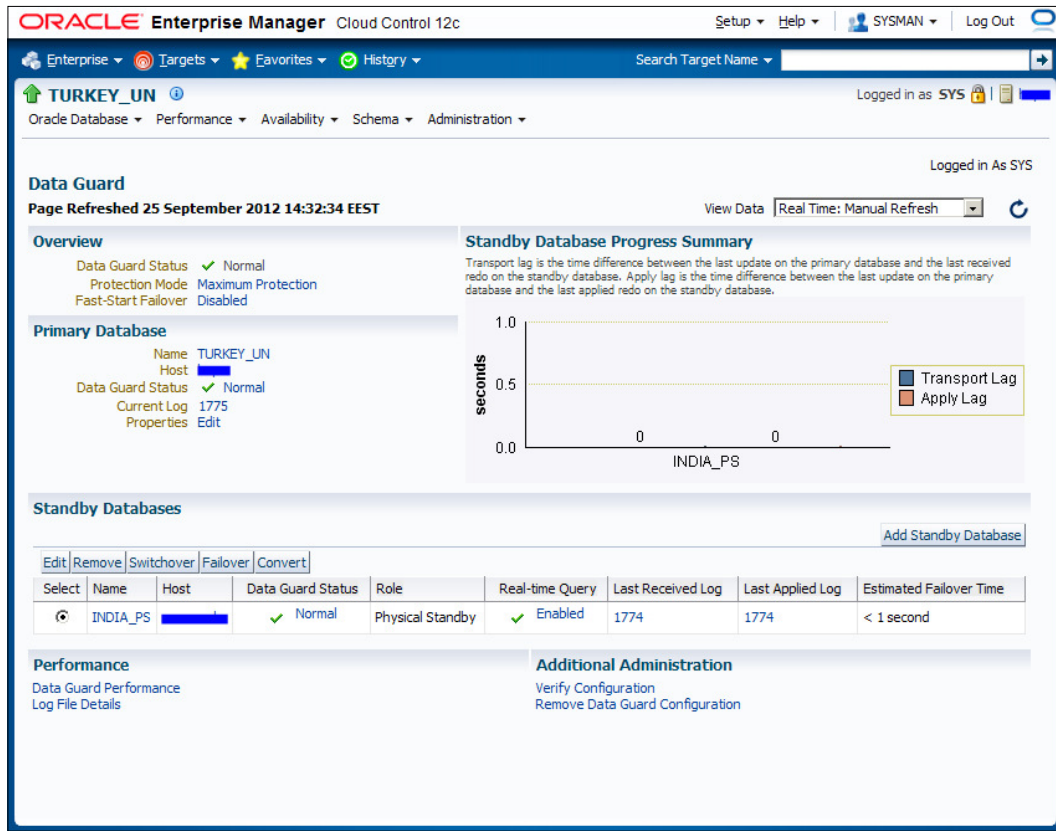 ORACLE Enterprise Manager Cloud Control 12c Setup Help SYSMAN Log Out
Enterprise Targets Favorites History Search Target Name
TURKEY_UN Logged in as SYS
Oracle Database Performance Availability Schema Administration
Logged in As SYS
Data Guard
Page Refreshed 25 September 2012 14:32:34 EEST View Data Real Time: Manual Refresh
Overview
Data Guard Status Normal
Protection Mode Maximum Protection
Fast-Start Failover Disabled
Primary Database
Name TURKEY_UN
Host
Data Guard Status Normal
Current Log 1775
Properties Edit
Standby Database Progress Summary
Transport lag is the time difference between the last update on the primary database and the last received
redo on the standby database. Apply lag is the time difference between the last update on the primary
database and the last applied redo on the standby database.
1.0
0.5
0.0
seconds
0 0
INDIA_PS
Transport Lag
Apply Lag
Standby Databases
Add Standby Database
Edit Remove Switchover Failover Convert
Select Name Host Data Guard Status Role Real-time Query Last Received Log Last Applied Log Estimated Failover Time
INDIA_PS Normal Physical Standby Enabled 1774 1774 < 1 second
Performance
Data Guard Performance
Log File Details
Additional Administration
Verify Configuration
Remove Data Guard Configuration